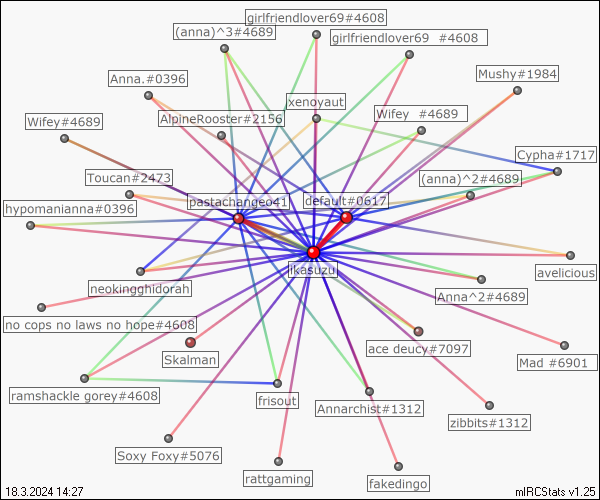 girlfriendlover69#4608
(anna)^3#4689
girlfriendlover69 #4608
Anna.#0396
Mushy#1984
xenoyaut
AlpineRooster#2156
Wifey #4689
Wifey#4689
Cypha#1717
Toucan#2473
(anna)^2#4689
pastachangeo41
default#0617
hypomanianna#0396
jkasuzu
avelicious
neokingghidorah
Anna^2#4689
no cops no laws no hope#4608
Skalman
ace deucy#7097
Mad #6901
ramshackle gorey#4608
frisout
Annarchist#1312
zibbits#1312
Soxy Foxy#5076
rattgaming
fakedingo
18.3.2024 14:27
mIRCStats v1.25